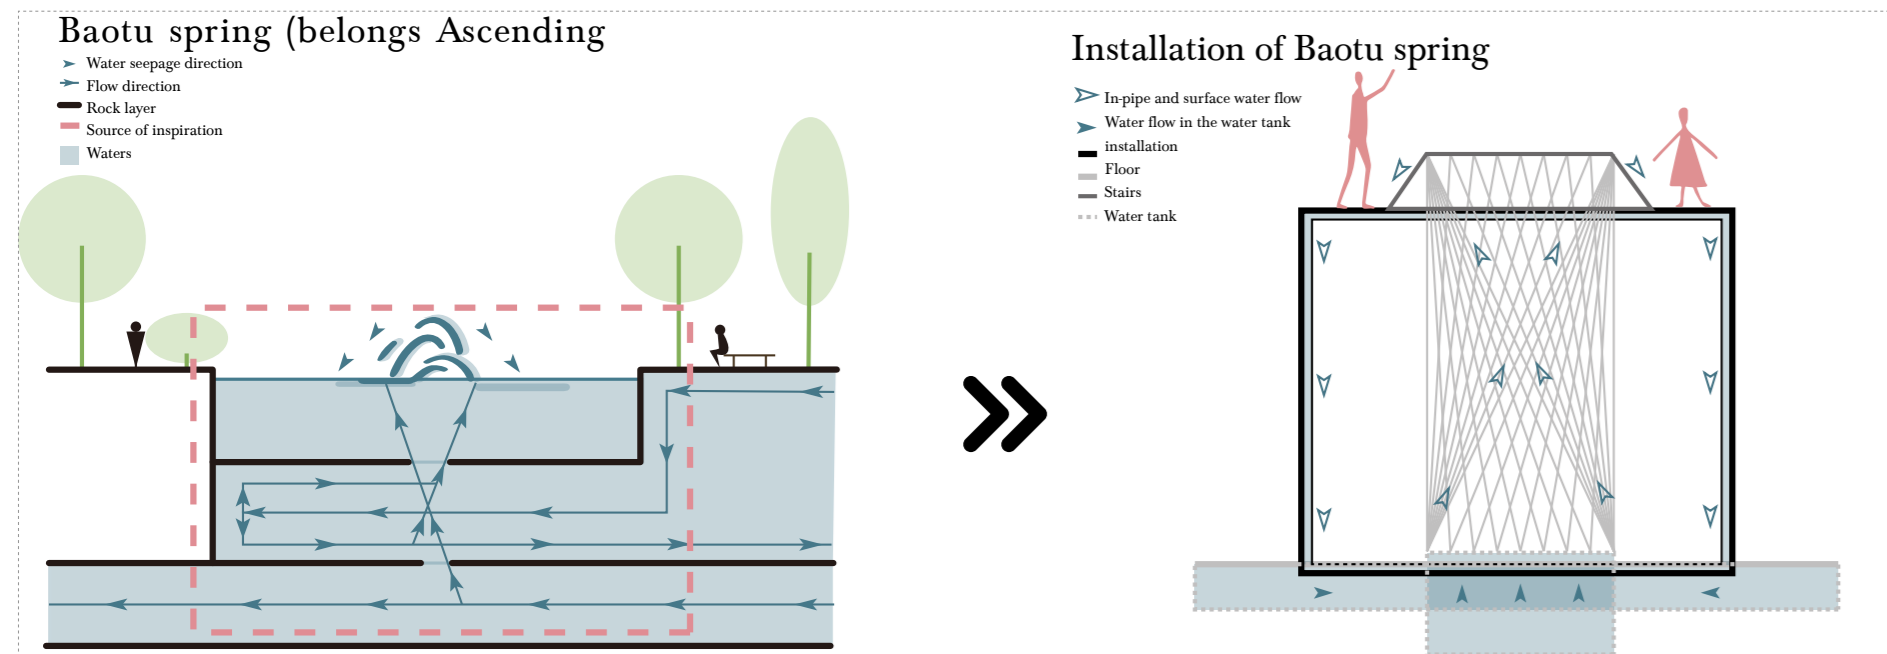 Baotu spring (belongs Ascending
Water seepage direction
Flow direction
Rock layer
Source of inspiration
Waters
Installation of Baotu spring
In-pipe and surface water flow
Water flow in the water tank
installation
Floor
Stairs
Water tank